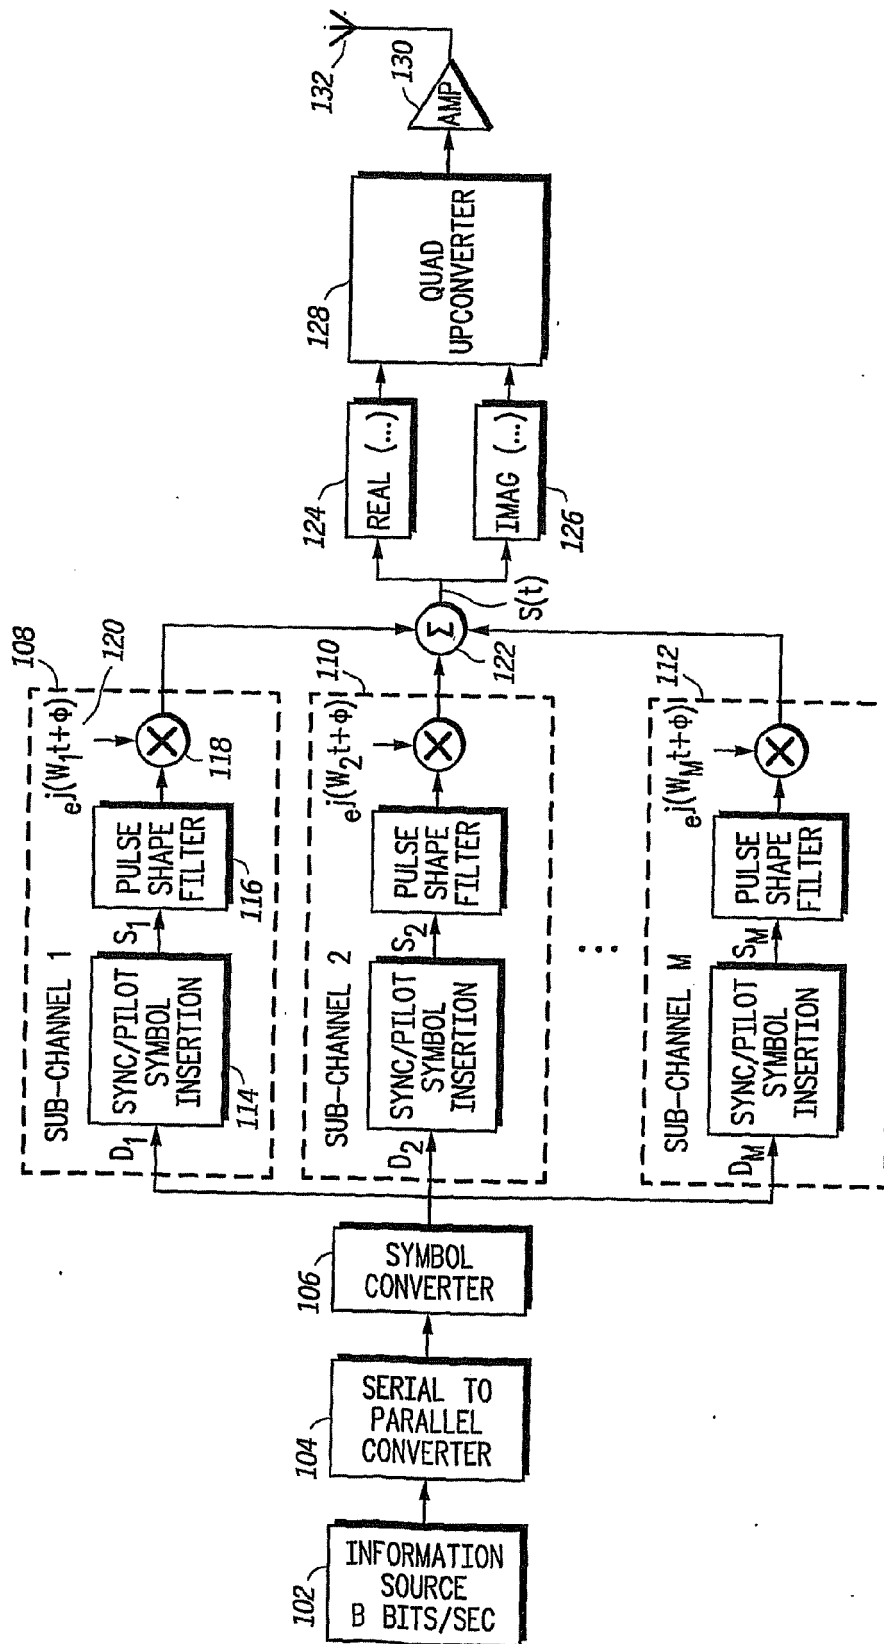 102
INFORMATION
SOURCE
B BITS/SEC
104
SERIAL TO
PARALLEL
CONVERTER
106
SYMBOL
CONVERTER
108
SUB-CHANNEL 1
D1
SYNC/PILOT
SYMBOL
INSERTION
114
S1
PULSE
SHAPE
FILTER
116
ej(W1t+φ)
120
118
110
SUB-CHANNEL 2
D2
SYNC/PILOT
SYMBOL
INSERTION
S2
PULSE
SHAPE
FILTER
ej(W2t+φ)
112
SUB-CHANNEL M
DM
SYNC/PILOT
SYMBOL
INSERTION
SM
PULSE
SHAPE
FILTER
ej(WMt+φ)
...
Σ
122
S(t)
124
REAL (...)
IMAG (...)
126
128
QUAD
UPCONVERTER
AMP
130
132